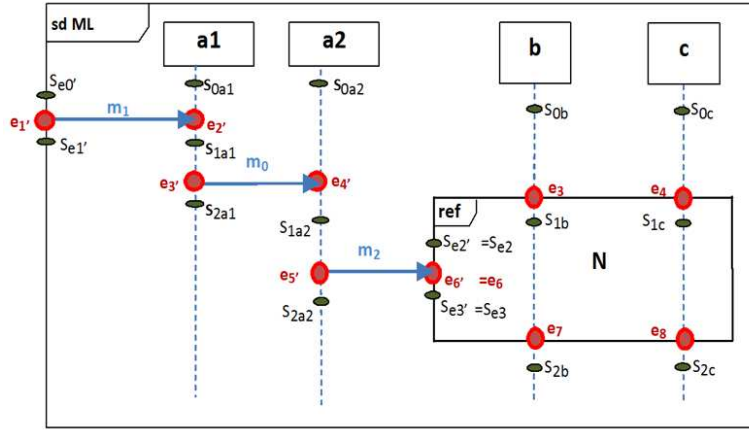 sd ML
a1
a2
b
c
Se0'
S0a1
S0a2
S0b
S0c
m1
e1'
e2'
Se1'
S1a1
m0
e3'
e4'
S2a1
e3
e4
ref
S1a2
S1b
S1c
Se2' =Se2
m2
N
e5'
e6' =e6
S2a2
Se3' =Se3
e7
e8
S2b
S2c